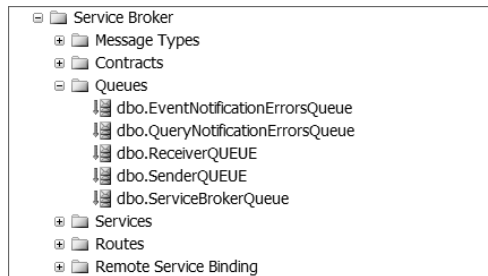 Service Broker
Message Types
Contracts
Queues
dbo.EventNotificationErrorsQueue
dbo.QueryNotificationErrorsQueue
dbo.ReceiverQUEUE
dbo.SenderQUEUE
dbo.ServiceBrokerQueue
Services
Routes
Remote Service Binding